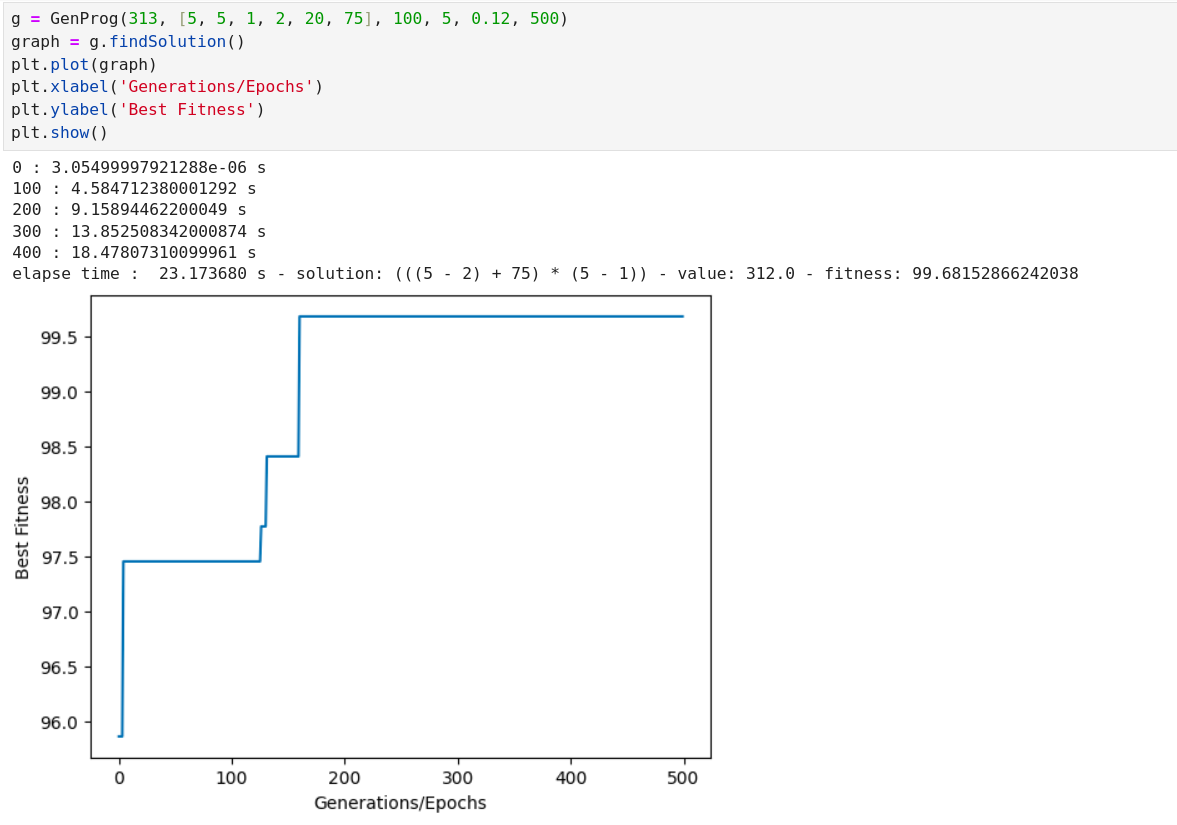 g = GenProg(313, [5, 5, 1, 2, 20, 75], 100, 5, 0.12, 500)
graph = g.findSolution()
plt.plot(graph)
plt.xlabel('Generations/Epochs')
plt.ylabel('Best Fitness')
plt.show()
0 : 3.05499997921288e-06 s
100 : 4.584712380001292 s
200 : 9.15894462200049 s
300 : 13.852508342000874 s
400 : 18.47807310099961 s
elapse time :  23.173680 s - solution: (((5 - 2) + 75) * (5 - 1)) - value: 312.0 - fitness: 99.68152866242038
99.5
99.0
98.5
98.0
97.5
97.0
96.5
96.0
Best Fitness
0 100 200 300 400 500
Generations/Epochs